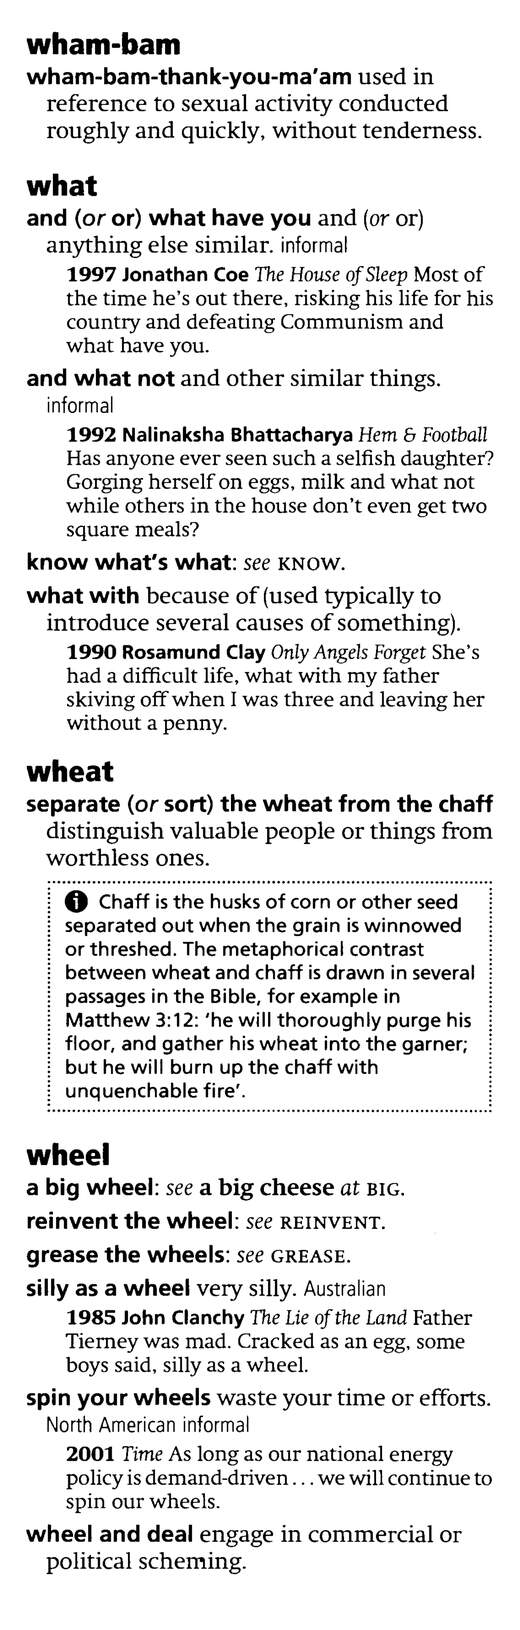 wham-bam
wham-bam-thank-you-ma'am used in
reference to sexual activity conducted
roughly and quickly, without tenderness.
what
and (or or) what have you and (or or)
anything else similar. informal
1997 Jonathan Coe The House of Sleep Most of
the time he's out there, risking his life for his
country and defeating Communism and
what have you.
and what not and other similar things.
informal
1992 Nalinaksha Bhattacharya Hem & Football
Has anyone ever seen such a selfish daughter?
Gorging herself on eggs, milk and what not
while others in the house don't even get two
square meals?
know what's what: see KNOW.
what with because of (used typically to
introduce several causes of something).
1990 Rosamund Clay Only Angels Forget She's
had a difficult life, what with my father
skiving off when I was three and leaving her
without a penny.
wheat
separate (or sort) the wheat from the chaff
distinguish valuable people or things from
worthless ones.
i Chaff is the husks of corn or other seed
separated out when the grain is winnowed
or threshed. The metaphorical contrast
between wheat and chaff is drawn in several
passages in the Bible, for example in
Matthew 3:12: 'he will thoroughly purge his
floor, and gather his wheat into the garner;
but he will burn up the chaff with
unquenchable fire'.
wheel
a big wheel: see a big cheese at BIG.
reinvent the wheel: see REINVENT.
grease the wheels: see GREASE.
silly as a wheel very silly. Australian
1985 John Clanchy The Lie of the Land Father
Tierney was mad. Cracked as an egg, some
boys said, silly as a wheel.
spin your wheels waste your time or efforts.
North American informal
2001 Time As long as our national energy
policy is demand-driven... we will continue to
spin our wheels.
wheel and deal engage in commercial or
political scheming.